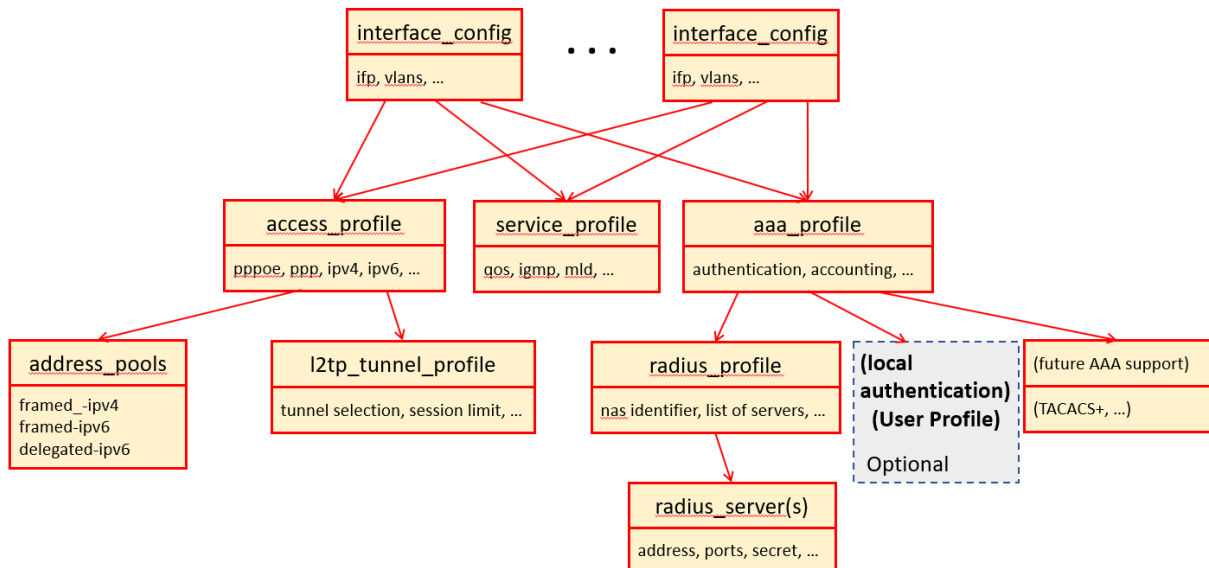 interface_config
ifp, vlans, ...
. . .
interface_config
ifp, vlans, ...
access_profile
pppoe, ppp, ipv4, ipv6, ...
service_profile
qos, igmp, mld, ...
aaa_profile
authentication, accounting, ...
address_pools
framed_-ipv4
framed-ipv6
delegated-ipv6
l2tp_tunnel_profile
tunnel selection, session limit, ...
radius_profile
nas identifier, list of servers, ...
(local
authentication)
(User Profile)
Optional
(future AAA support)
(TACACS+, ...)
radius_server(s)
address, ports, secret, ...